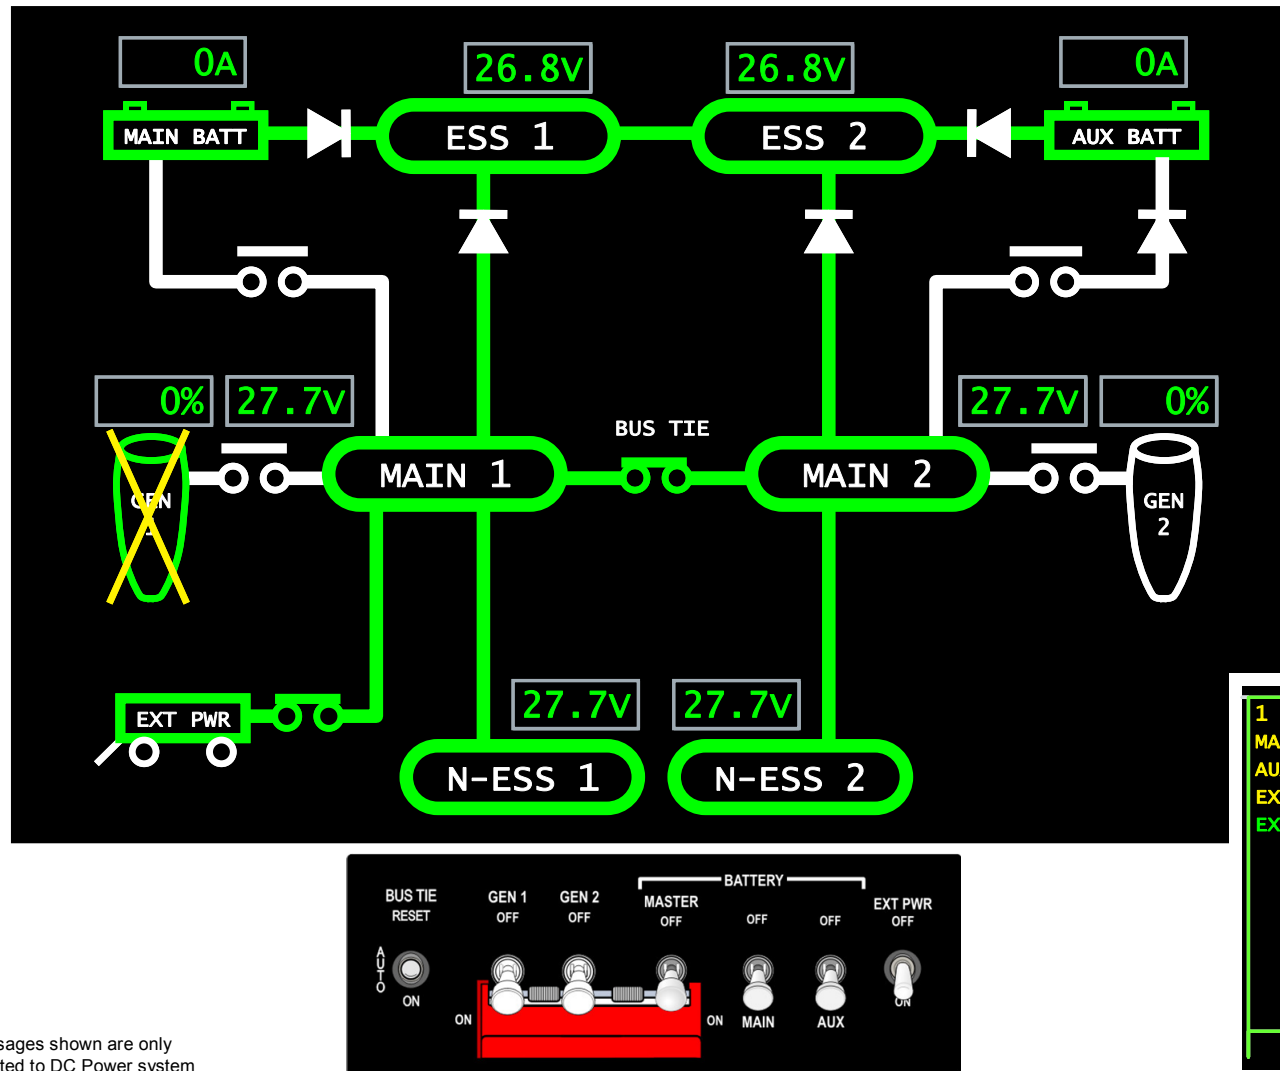 0A
26.8V
26.8V
0A
MAIN BATT
ESS 1
ESS 2
AUX BATT
0%
27.7V
BUS TIE
27.7V
0%
GEN
1
MAIN 1
MAIN 2
GEN
2
EXT PWR
27.7V
27.7V
N-ESS 1
N-ESS 2
1
MA
AU
EX
EX
BATTERY
BUS TIE
RESET
GEN 1
OFF
GEN 2
OFF
MASTER
OFF
OFF
OFF
EXT PWR
OFF
AUTO
ON
ON
ON
MAIN
AUX
ON
sages shown are only
ted to DC Power system